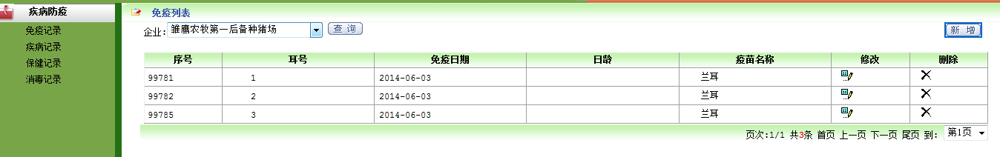 疾病防疫
免疫记录
疾病记录
保健记录
消毒记录
免疫列表
企业: 雏鹰农牧第一后备种猪场 查 询 新 增
序号 耳号 免疫日期 日龄 疫苗名称 修改 删除
99781 1 2014-06-03 兰耳
99782 2 2014-06-03 兰耳
99785 3 2014-06-03 兰耳
页次:1/1 共3条 首页 上一页 下一页 尾页 到: 第1页